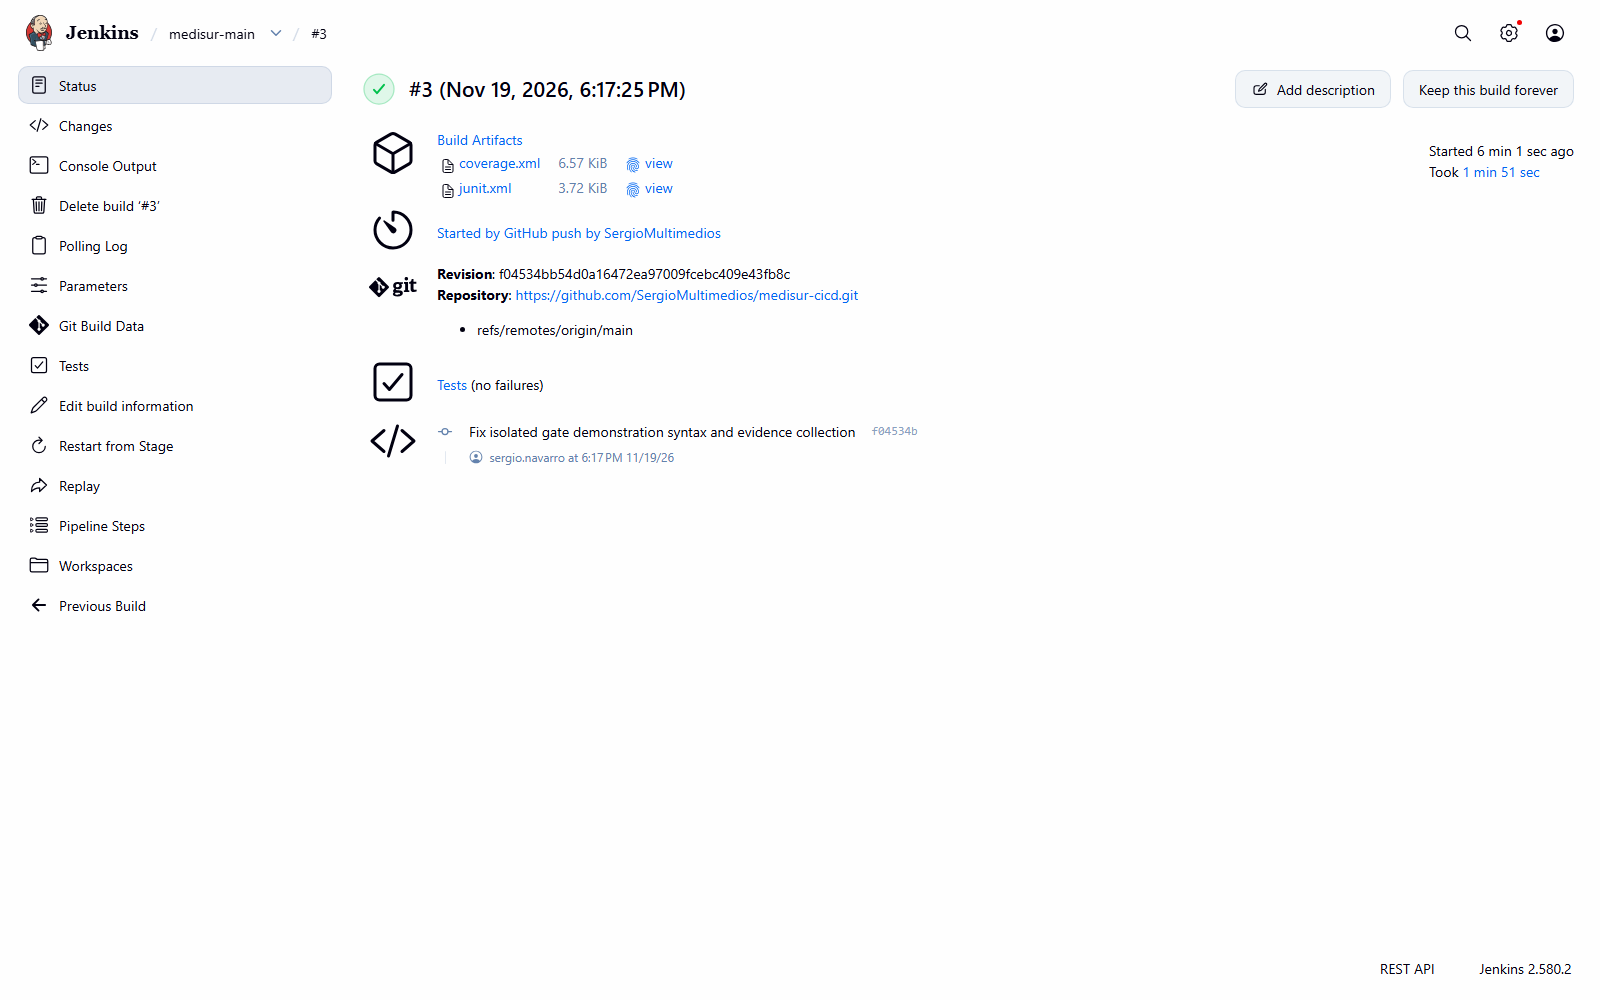 Jenkins / medisur-main / #3
Status
Changes
Console Output
Delete build ‘#3’
Polling Log
Parameters
Git Build Data
Tests
Edit build information
Restart from Stage
Replay
Pipeline Steps
Workspaces
Previous Build
#3 (Nov 19, 2026, 6:17:25 PM)
Add description
Keep this build forever
Started 6 min 1 sec ago
Took 1 min 51 sec
Build Artifacts
coverage.xml 6.57 KiB view
junit.xml 3.72 KiB view
Started by GitHub push by SergioMultimedios
git
Revision: f04534bb54d0a16472ea97009fcebc409e43fb8c
Repository: https://github.com/SergioMultimedios/medisur-cicd.git
refs/remotes/origin/main
Tests (no failures)
Fix isolated gate demonstration syntax and evidence collection f04534b
sergio.navarro at 6:17 PM 11/19/26
REST API
Jenkins 2.580.2